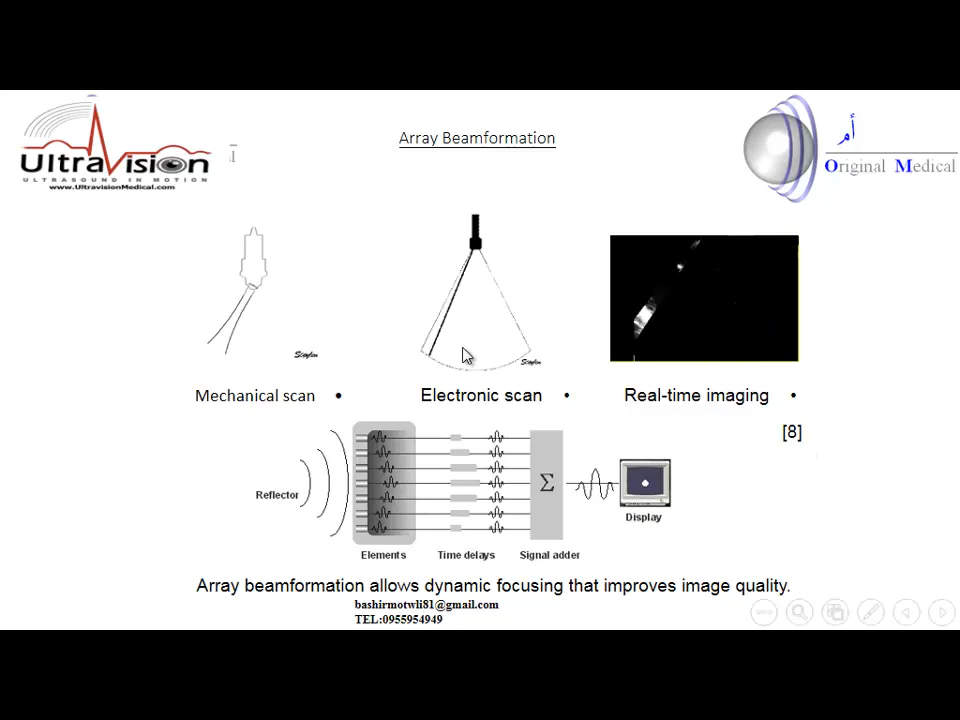 UltraVision
ULTRASOUND IN MOTION
www.UltravisionMedical.com
Array Beamformation
أم
Original Medical
Mechanical scan •
Electronic scan •
Real-time imaging •
[8]
Reflector
Σ
Display
Elements
Time delays
Signal adder
Array beamformation allows dynamic focusing that improves image quality.
bashirmotwli81@gmail.com
TEL:0955954949